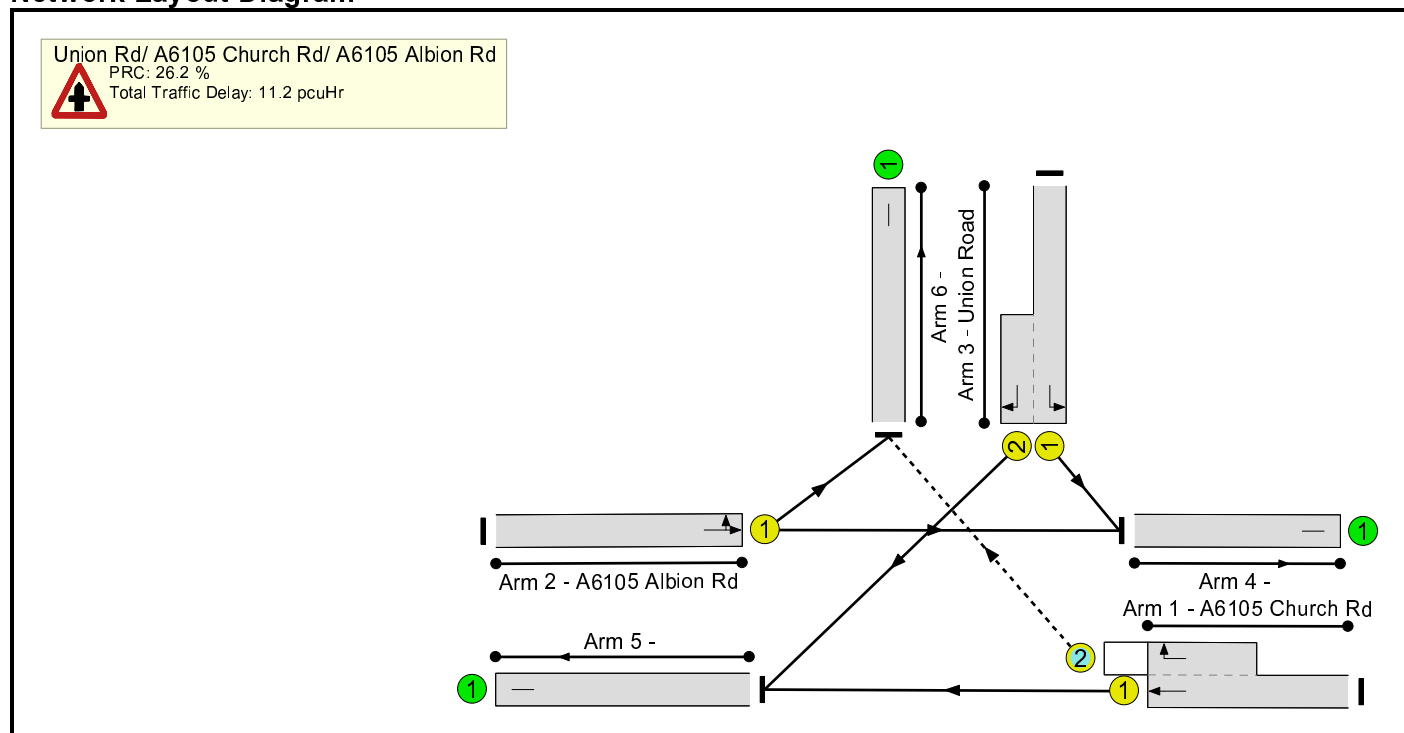 Network Layout Diagram
Union Rd/ A6105 Church Rd/ A6105 Albion Rd
PRC: 26.2 %
Total Traffic Delay: 11.2 pcuHr
1
Arm 6 -
Arm 3 - Union Road
2
1
1
Arm 2 - A6105 Albion Rd
1
Arm 4 -
Arm 1 - A6105 Church Rd
Arm 5 -
1
2
1